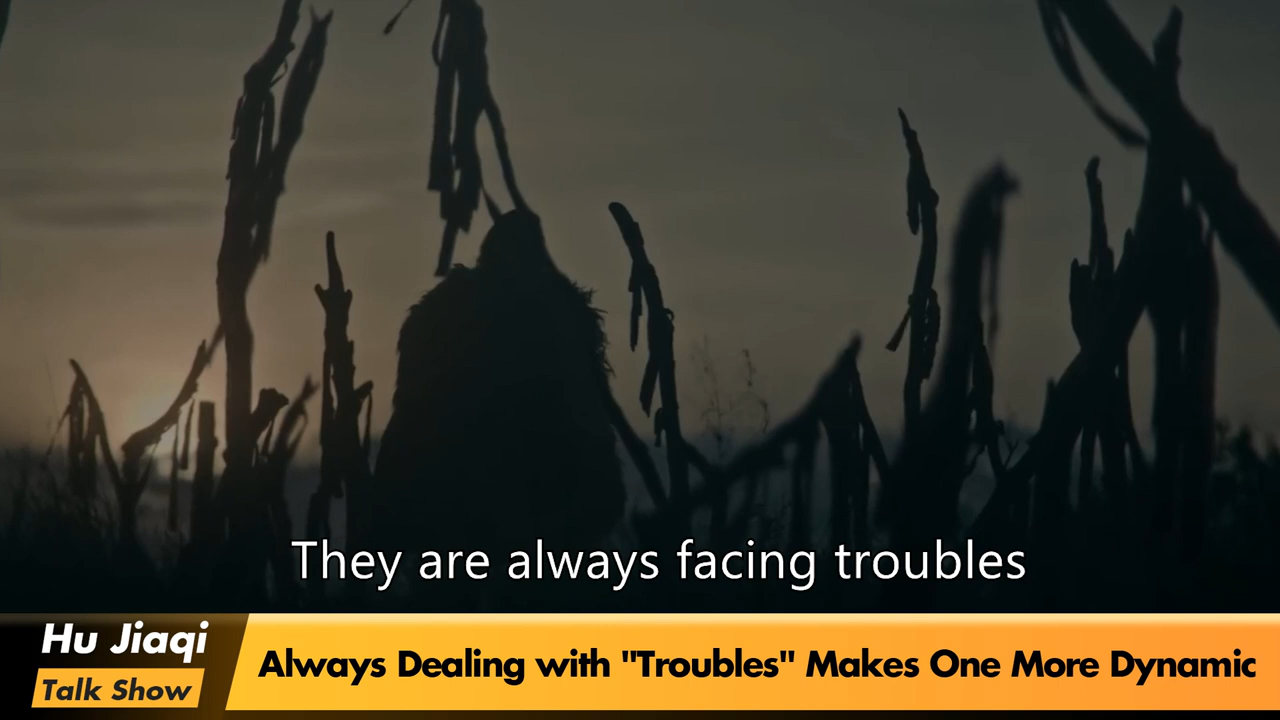 They are always facing troubles
Hu Jiaqi
Talk Show
Always Dealing with "Troubles" Makes One More Dynamic